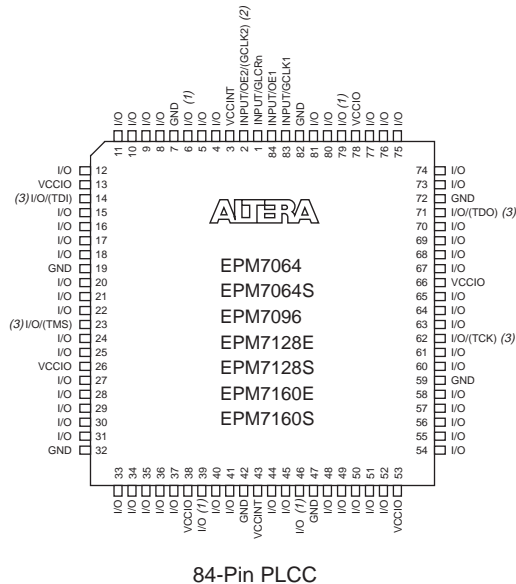 I/O
I/O
I/O
I/O
GND
I/O (1)
I/O
I/O
VCCINT
INPUT/OE2/(GCLK2) (2)
INPUT/GLCRn
INPUT/OE1
INPUT/GCLK1
GND
I/O
I/O
I/O (1)
VCCIO
I/O
I/O
I/O
11 10 9 8 7 6 5 4 3 2 1 84 83 82 81 80 79 78 77 76 75
I/O 12
VCCIO 13
(3) I/O/(TDI) 14
I/O 15
I/O 16
I/O 17
I/O 18
GND 19
I/O 20
I/O 21
I/O 22
(3) I/O/(TMS) 23
I/O 24
I/O 25
VCCIO 26
I/O 27
I/O 28
I/O 29
I/O 30
I/O 31
GND 32
ALTERA
EPM7064
EPM7064S
EPM7096
EPM7128E
EPM7128S
EPM7160E
EPM7160S
74 I/O
73 I/O
72 GND
71 I/O/(TDO) (3)
70 I/O
69 I/O
68 I/O
67 I/O
66 VCCIO
65 I/O
64 I/O
63 I/O
62 I/O/(TCK) (3)
61 I/O
60 I/O
59 GND
58 I/O
57 I/O
56 I/O
55 I/O
54 I/O
33 34 35 36 37 38 39 40 41 42 43 44 45 46 47 48 49 50 51 52 53
I/O
I/O
I/O
I/O
I/O
VCCIO
I/O (1)
I/O
I/O
GND
VCCINT
I/O
I/O
I/O (1)
GND
I/O
I/O
I/O
I/O
I/O
VCCIO
84-Pin PLCC